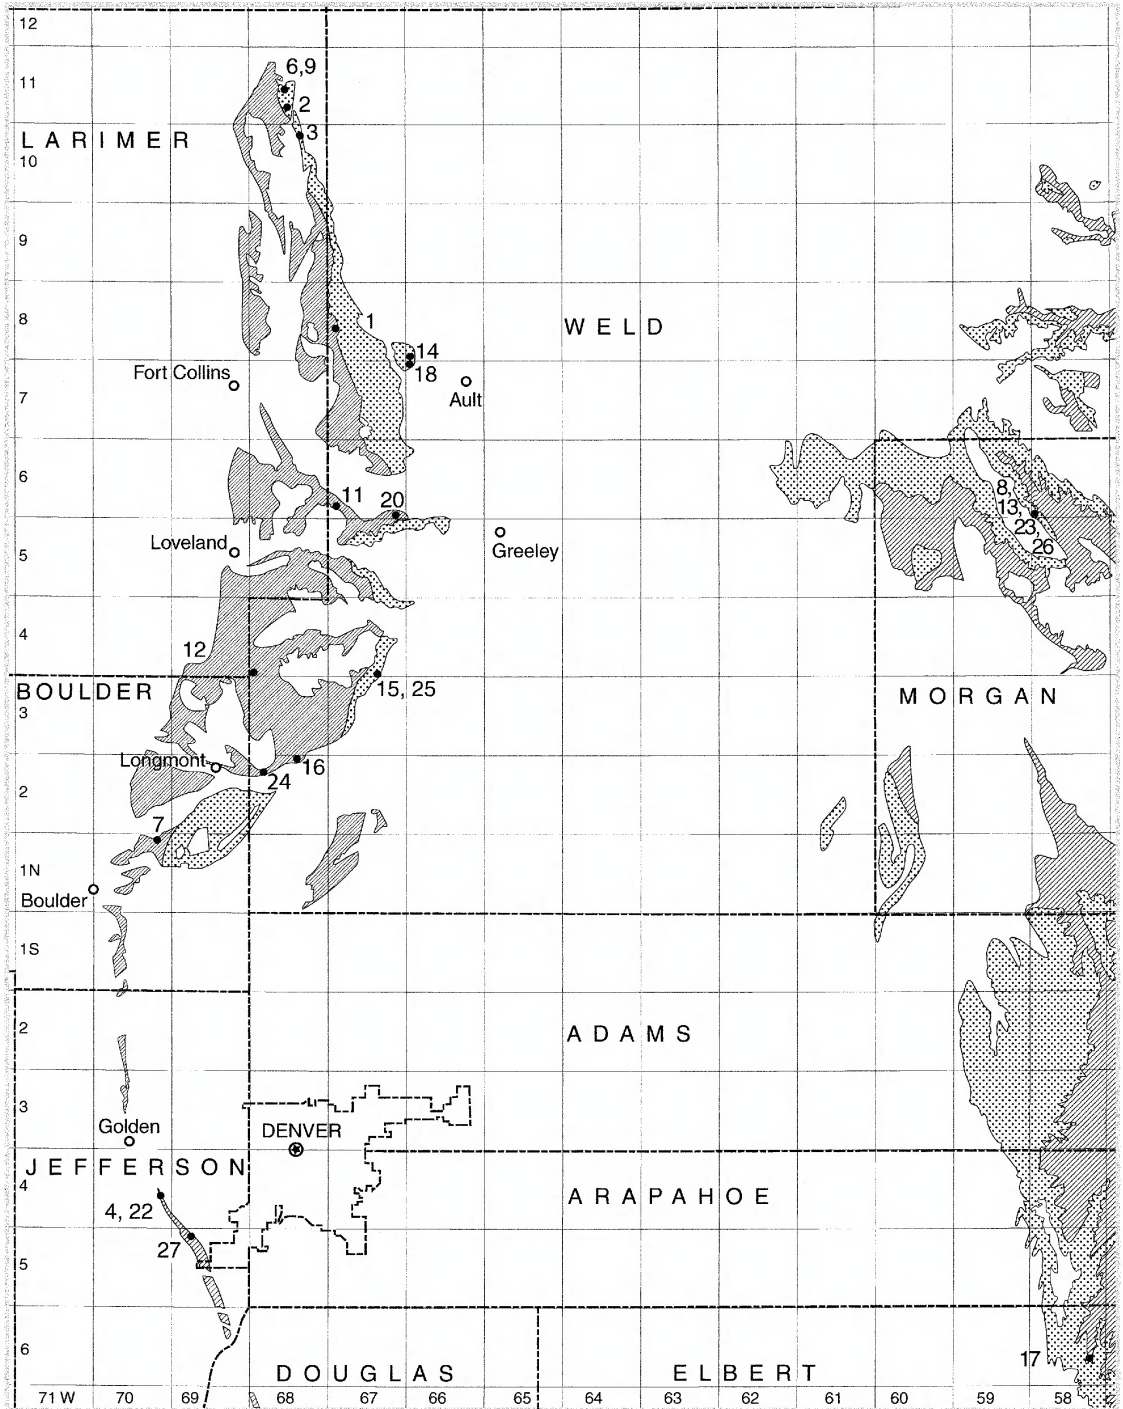 12
11
6,9
2
3
LARIMER
10
9
8
1
WELD
14
18
Fort Collins
7
Ault
6
11
20
8
13,
23,
26
Loveland
5
Greeley
4
12
15, 25
BOULDER
3
MORGAN
Longmont
16
24
2
7
1N
Boulder
1S
2
ADAMS
3
Golden
DENVER
JEFFERSON
4
ARAPAHOE
4, 22
27
5
6
17
DOUGLAS
ELBERT
71 W
70
69
68
67
66
65
64
63
62
61
60
59
58